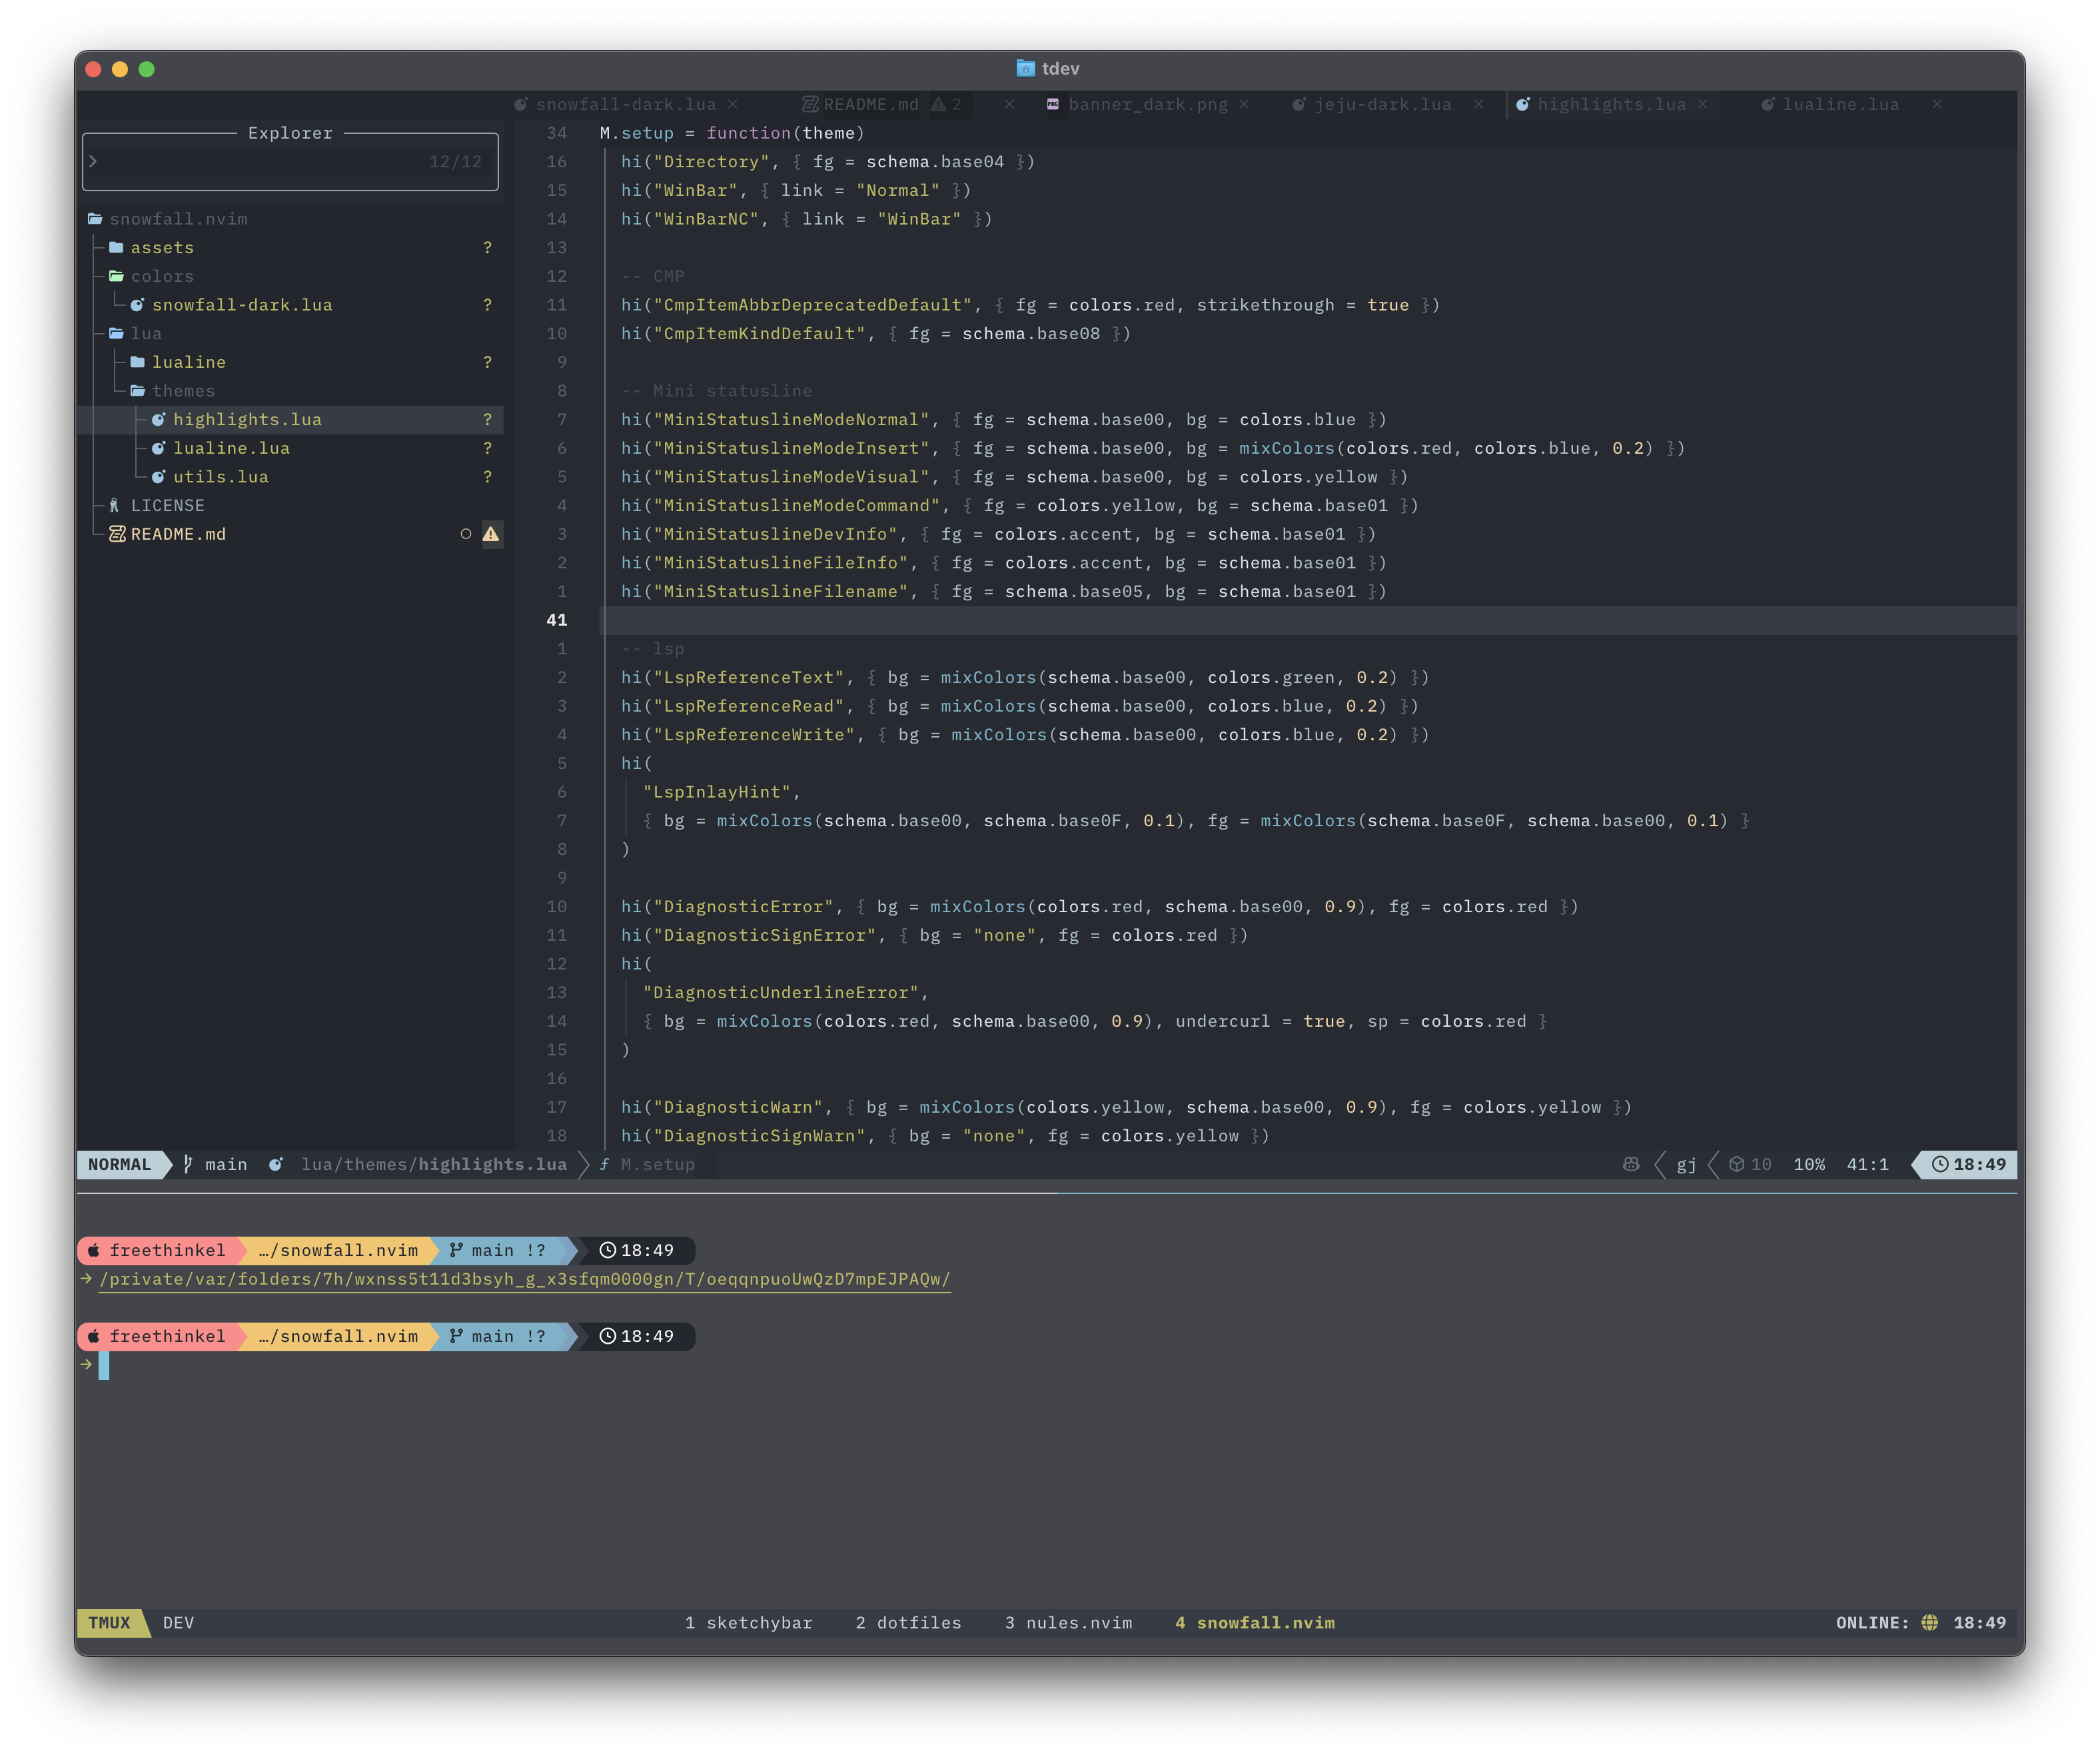 tdev
snowfall-dark.lua × README.md 2 × PNG banner_dark.png × jeju-dark.lua × highlights.lua × lualine.lua ×
Explorer
12/12
snowfall.nvim
assets ?
colors
snowfall-dark.lua ?
lua
lualine ?
themes
highlights.lua ?
lualine.lua ?
utils.lua ?
LICENSE
README.md
34 M.setup = function(theme)
16 hi("Directory", { fg = schema.base04 })
15 hi("WinBar", { link = "Normal" })
14 hi("WinBarNC", { link = "WinBar" })
13
12 -- CMP
11 hi("CmpItemAbbrDeprecatedDefault", { fg = colors.red, strikethrough = true })
10 hi("CmpItemKindDefault", { fg = schema.base08 })
9
8 -- Mini statusline
7 hi("MiniStatuslineModeNormal", { fg = schema.base00, bg = colors.blue })
6 hi("MiniStatuslineModeInsert", { fg = schema.base00, bg = mixColors(colors.red, colors.blue, 0.2) })
5 hi("MiniStatuslineModeVisual", { fg = schema.base00, bg = colors.yellow })
4 hi("MiniStatuslineModeCommand", { fg = colors.yellow, bg = schema.base01 })
3 hi("MiniStatuslineDevInfo", { fg = colors.accent, bg = schema.base01 })
2 hi("MiniStatuslineFileInfo", { fg = colors.accent, bg = schema.base01 })
1 hi("MiniStatuslineFilename", { fg = schema.base05, bg = schema.base01 })
41
1 -- lsp
2 hi("LspReferenceText", { bg = mixColors(schema.base00, colors.green, 0.2) })
3 hi("LspReferenceRead", { bg = mixColors(schema.base00, colors.blue, 0.2) })
4 hi("LspReferenceWrite", { bg = mixColors(schema.base00, colors.blue, 0.2) })
5 hi(
6 "LspInlayHint",
7 { bg = mixColors(schema.base00, schema.base0F, 0.1), fg = mixColors(schema.base0F, schema.base00, 0.1) }
8 )
9
10 hi("DiagnosticError", { bg = mixColors(colors.red, schema.base00, 0.9), fg = colors.red })
11 hi("DiagnosticSignError", { bg = "none", fg = colors.red })
12 hi(
13 "DiagnosticUnderlineError",
14 { bg = mixColors(colors.red, schema.base00, 0.9), undercurl = true, sp = colors.red }
15 )
16
17 hi("DiagnosticWarn", { bg = mixColors(colors.yellow, schema.base00, 0.9), fg = colors.yellow })
18 hi("DiagnosticSignWarn", { bg = "none", fg = colors.yellow })
NORMAL main lua/themes/highlights.lua f M.setup gj 10 10% 41:1 18:49
freethinkel …/snowfall.nvim main !? 18:49
→ /private/var/folders/7h/wxnss5t11d3bsyh_g_x3sfqm0000gn/T/oeqqnpuoUwQzD7mpEJPAQw/
freethinkel …/snowfall.nvim main !? 18:49
→
TMUX DEV 1 sketchybar 2 dotfiles 3 nules.nvim 4 snowfall.nvim ONLINE: 18:49